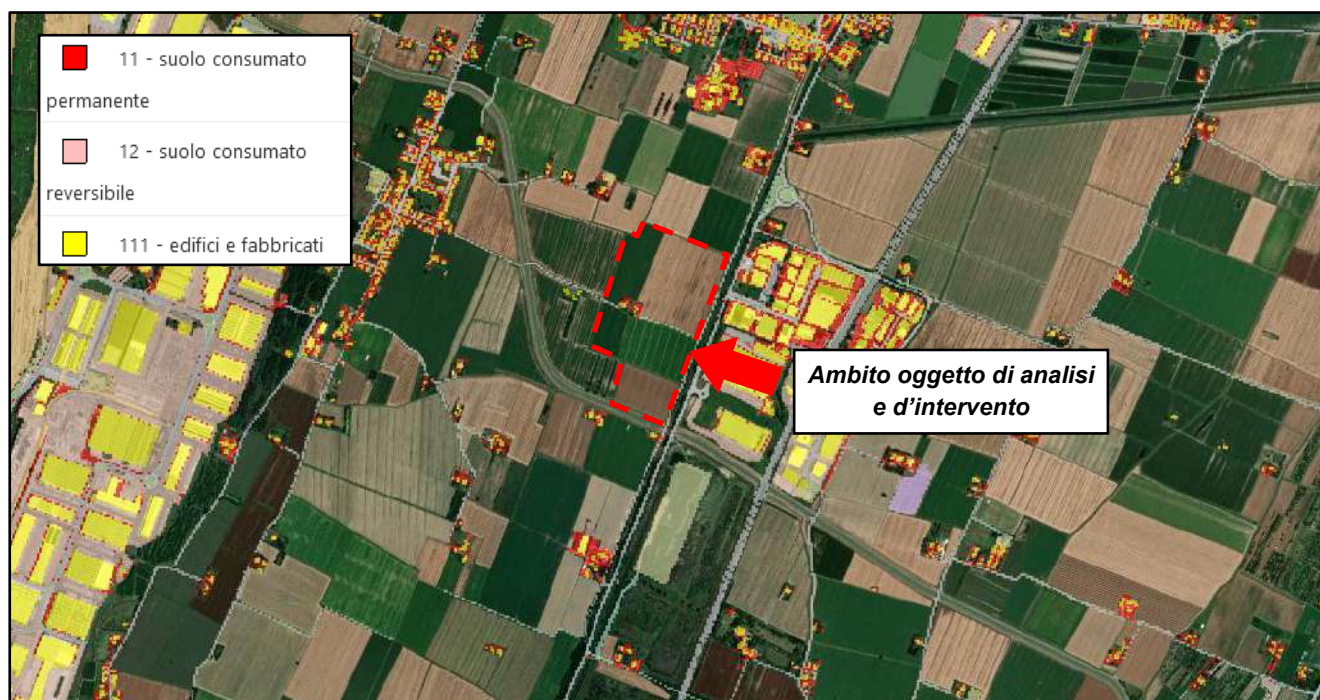 11 - suolo consumato
permanente
12 - suolo consumato
reversibile
111 - edifici e fabbricati
Ambito oggetto di analisi
e d'intervento